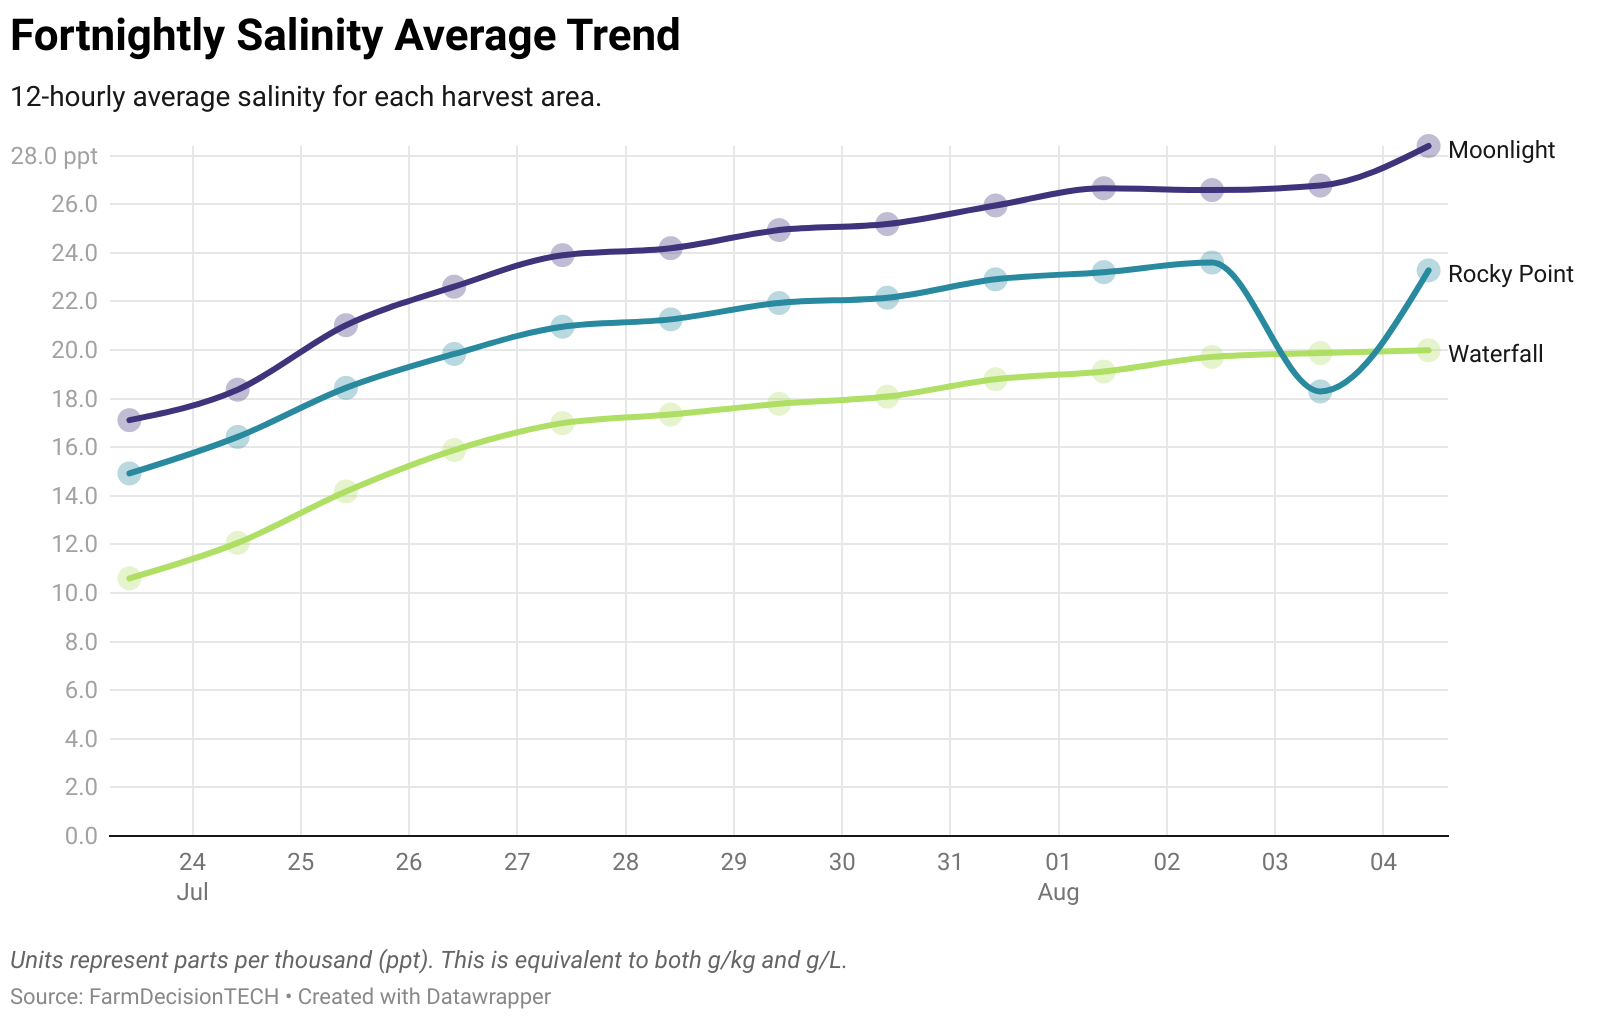 Fortnightly Salinity Average Trend
12-hourly average salinity for each harvest area.
28.0 ppt
26.0
24.0
22.0
20.0
18.0
16.0
14.0
12.0
10.0
8.0
6.0
4.0
2.0
0.0
Moonlight
Rocky Point
Waterfall
24 25 26 27 28 29 30 31 01 02 03 04
Jul Aug
Units represent parts per thousand (ppt). This is equivalent to both g/kg and g/L.
Source: FarmDecisionTECH • Created with Datawrapper